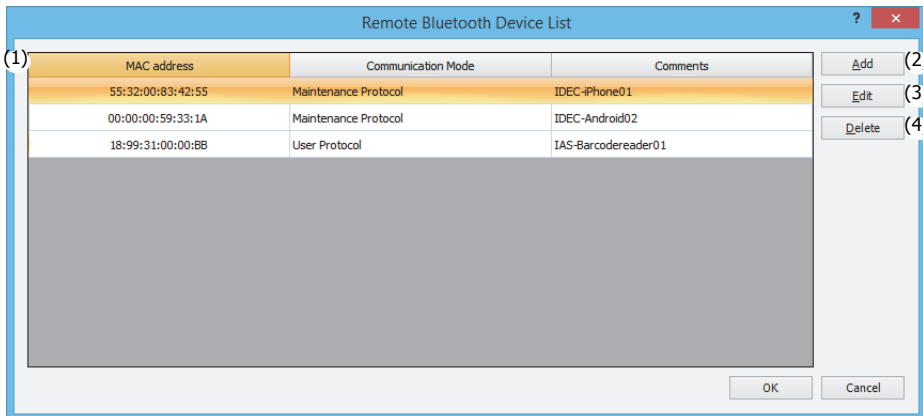 Remote Bluetooth Device List ? ×
(1) MAC address Communication Mode Comments Add (2
55:32:00:83:42:55 Maintenance Protocol IDEC-iPhone01 Edit (3
00:00:00:59:33:1A Maintenance Protocol IDEC-Android02 Delete (4
18:99:31:00:00:BB User Protocol IAS-Barcodereader01
OK Cancel